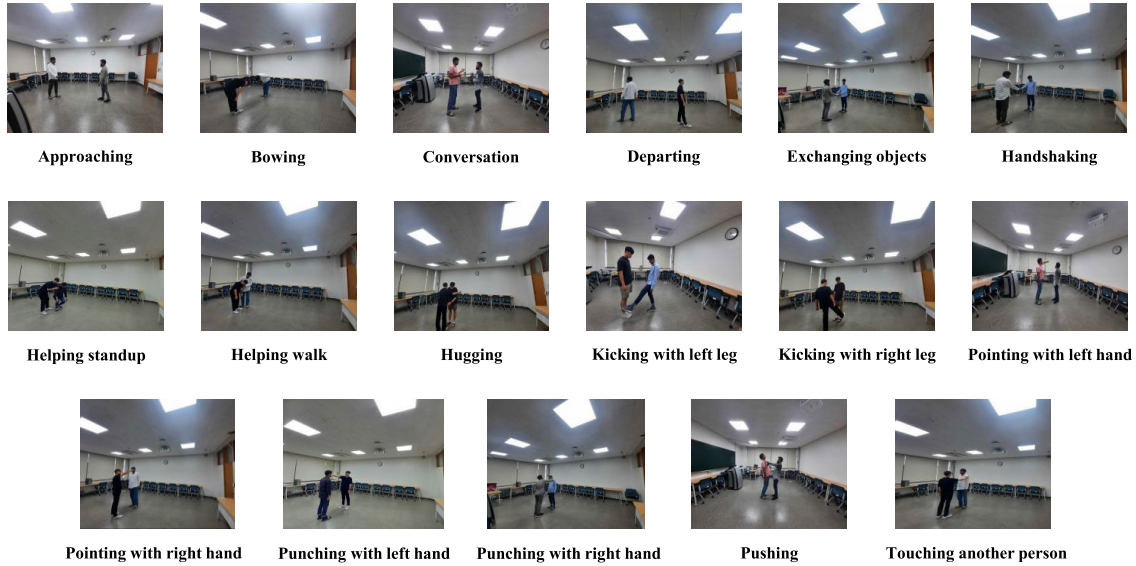 Approaching
Bowing
Conversation
Departing
Exchanging objects
Handshaking
Helping standup
Helping walk
Hugging
Kicking with left leg
Kicking with right leg
Pointing with left hand
Pointing with right hand
Punching with left hand
Punching with right hand
Pushing
Touching another person